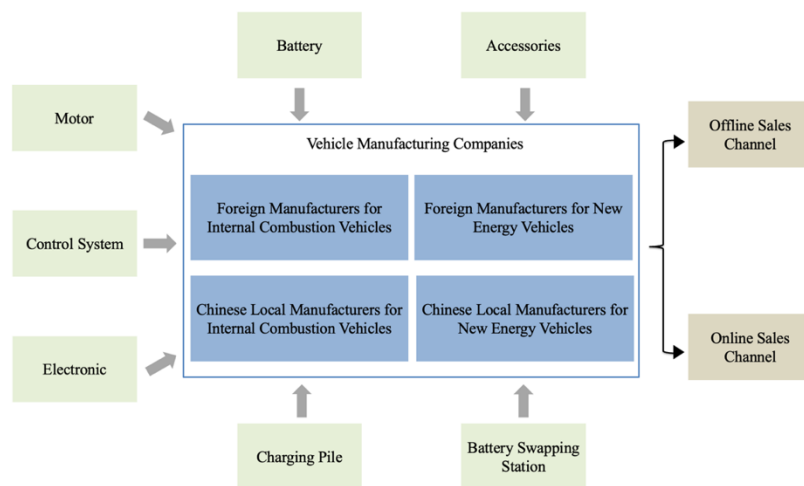 Battery
Accessories
Motor
Offline Sales
Channel
Vehicle Manufacturing Companies
Foreign Manufacturers for
Internal Combustion Vehicles
Foreign Manufacturers for New
Energy Vehicles
Control System
Chinese Local Manufacturers for
Internal Combustion Vehicles
Chinese Local Manufacturers for
New Energy Vehicles
Online Sales
Channel
Electronic
Charging Pile
Battery Swapping
Station